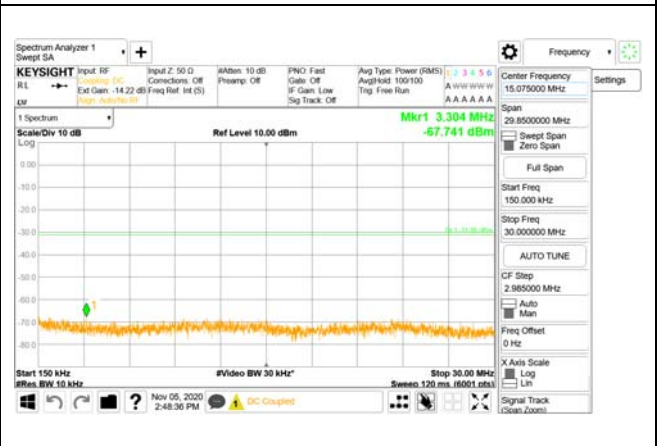 Spectrum Analyzer 1
Swept SA
+
Frequency
KEYSIGHT
RL
Input: RF
Coupling: DC
Ext Gain: -14.22 dB
Align: Auto/No RF
Input Z: 50 Ω
Corrections: Off
Freq Ref: Int (S)
#Atten: 10 dB
Preamp: Off
PNO: Fast
Gate: Off
IF Gain: Low
Sig Track: Off
Avg Type: Power (RMS)
Avg|Hold: 100/100
Trig: Free Run
1 2 3 4 5 6
A W W W W W
A A A A A A
Center Frequency
15.075000 MHz
Settings
1 Spectrum
Scale/Div 10 dB
Ref Level 10.00 dBm
Mkr1 3.304 MHz
-67.741 dBm
Span
29.8500000 MHz
Swept Span
Zero Span
Full Span
Start Freq
150.000 kHz
Stop Freq
30.000000 MHz
AUTO TUNE
CF Step
2.985000 MHz
Auto
Man
Freq Offset
0 Hz
X Axis Scale
Log
Lin
Signal Track
(Span Zoom)
Log
0.00
-10.0
-20.0
-30.0
-40.0
-50.0
-60.0
-70.0
-80.0
1
Start 150 kHz
#Res BW 10 kHz
#Video BW 30 kHz*
Stop 30.00 MHz
Sweep 120 ms (6001 pts)
?
Nov 05, 2020
2:48:36 PM
1
DC Coupled